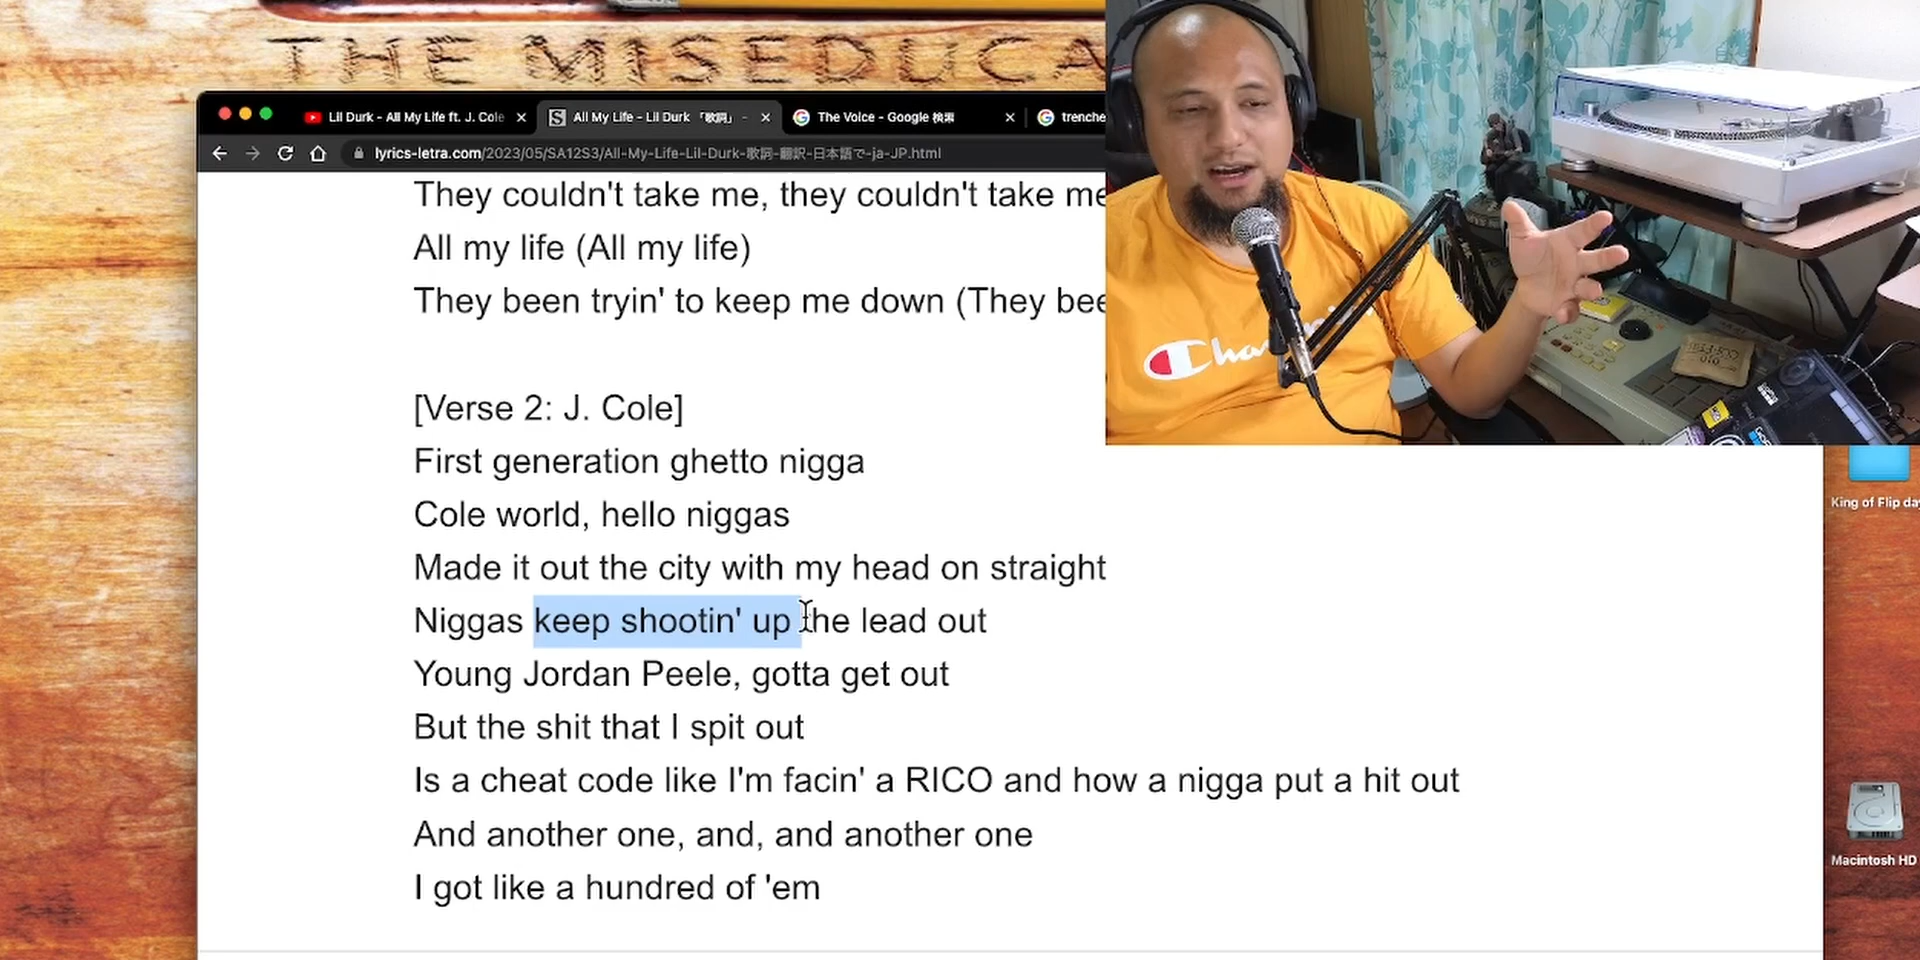 THE MISEDUCA
Lil Durk - All My Life ft. J. Cole
All My Life - Lil Durk 「歌詞」 -
The Voice - Google 検索
trenche
lyrics-letra.com/2023/05/SA12S3/All-My-Life-Lil-Durk-歌詞-翻訳-日本語で-ja-JP.html
They couldn't take me, they couldn't take me
All my life (All my life)
They been tryin' to keep me down (They bee
[Verse 2: J. Cole]
First generation ghetto nigga
Cole world, hello niggas
Made it out the city with my head on straight
Niggas keep shootin' up the lead out
Young Jordan Peele, gotta get out
But the shit that I spit out
Is a cheat code like I'm facin' a RICO and how a nigga put a hit out
And another one, and, and another one
I got like a hundred of 'em
Cha
King of Flip day
Macintosh HD